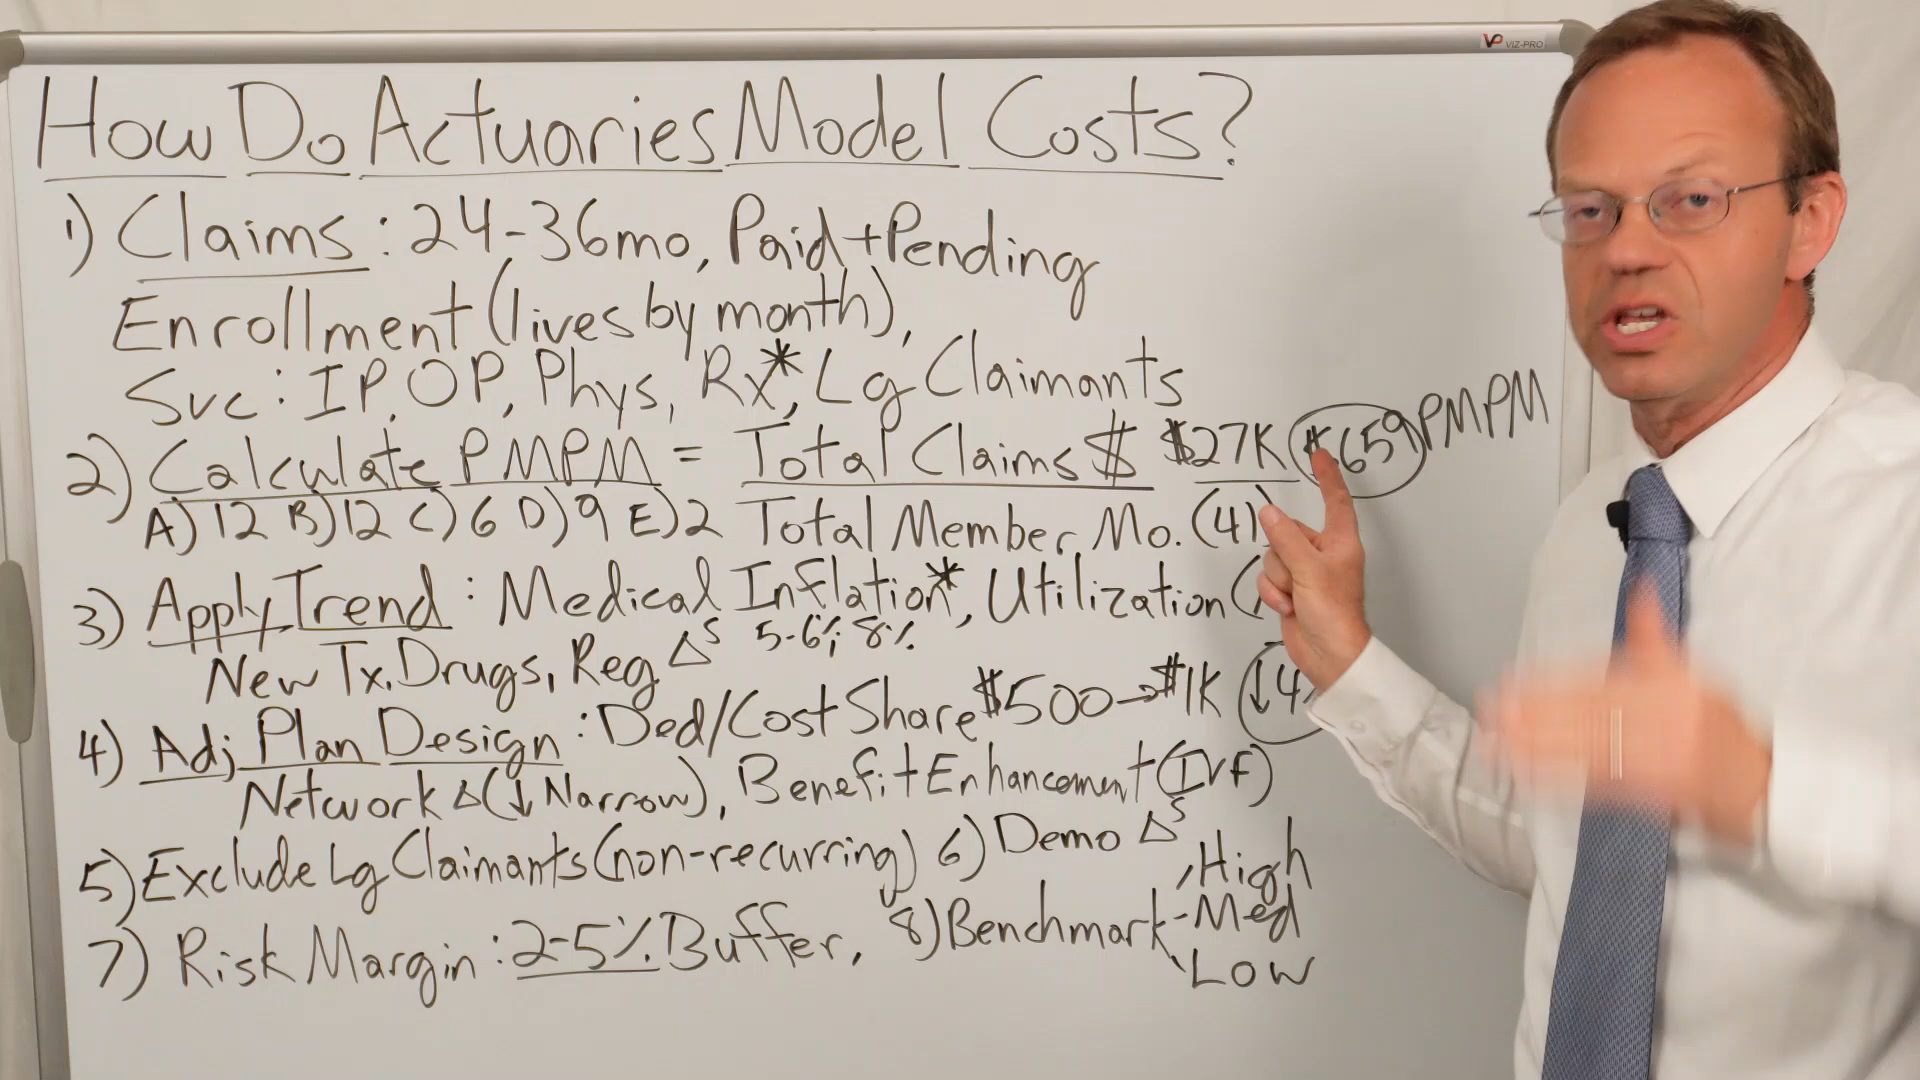 VP VIZ-PRO
How Do Actuaries Model Costs?
1) Claims: 24-36mo, Paid+Pending
Enrollment (lives by month),
Svc: IP, OP, Phys, Rx*, Lg Claimants
2) Calculate PMPM = Total Claims $ $27K $659 PMPM
A) 12 B) 12 C) 6 D) 9 E) 2 Total Member Mo. (41)
3) Apply Trend: Medical Inflation*, Utilization (
New Tx, Drugs, Reg Δs 5-6%, 8%
4) Adj Plan Design: Ded/Cost Share $500→$1K ↓4
Network Δ(↓Narrow), Benefit Enhancement (IVF)
5) Exclude Lg Claimants (non-recurring) 6) Demo Δs
7) Risk Margin: 2-5% Buffer, 8) Benchmark - High
Med
Low